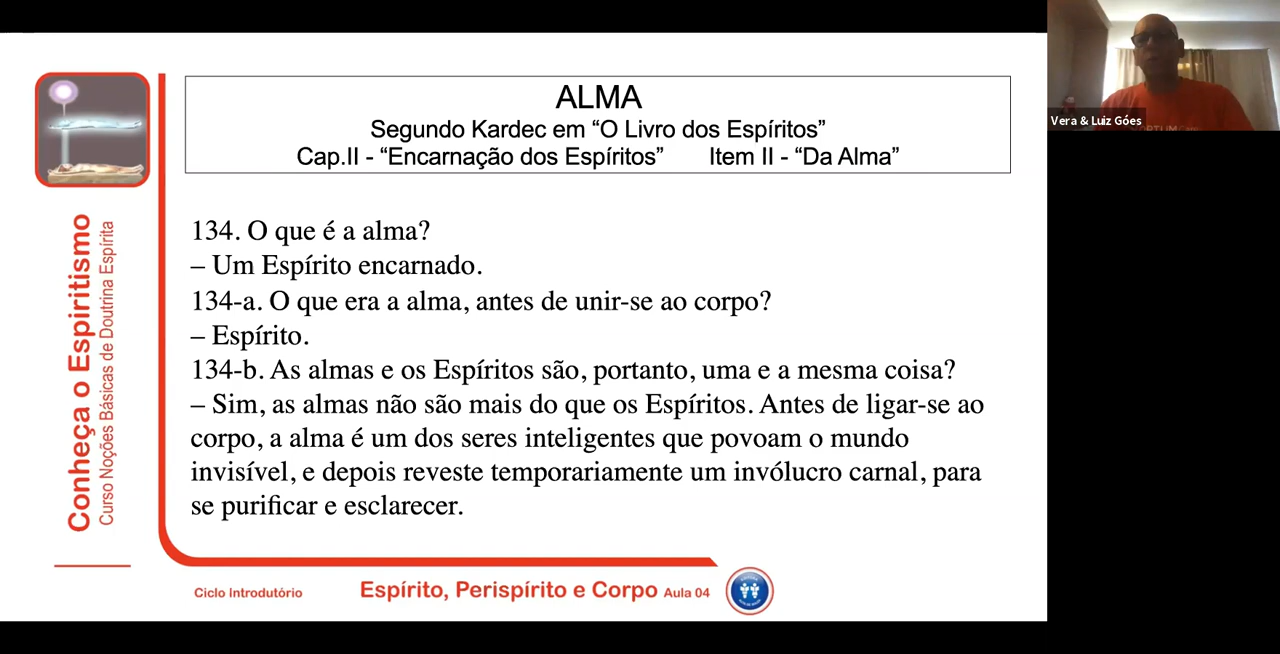 ALMA
Segundo Kardec em “O Livro dos Espíritos”
Cap.II - “Encarnação dos Espíritos” Item II - “Da Alma”
134. O que é a alma?
– Um Espírito encarnado.
134-a. O que era a alma, antes de unir-se ao corpo?
– Espírito.
134-b. As almas e os Espíritos são, portanto, uma e a mesma coisa?
– Sim, as almas não são mais do que os Espíritos. Antes de ligar-se ao
corpo, a alma é um dos seres inteligentes que povoam o mundo
invisível, e depois reveste temporariamente um invólucro carnal, para
se purificar e esclarecer.
Conheça o Espiritismo
Curso Noções Básicas de Doutrina Espírita
Ciclo Introdutório
Espírito, Perispírito e Corpo Aula 04
Vera & Luiz Góes